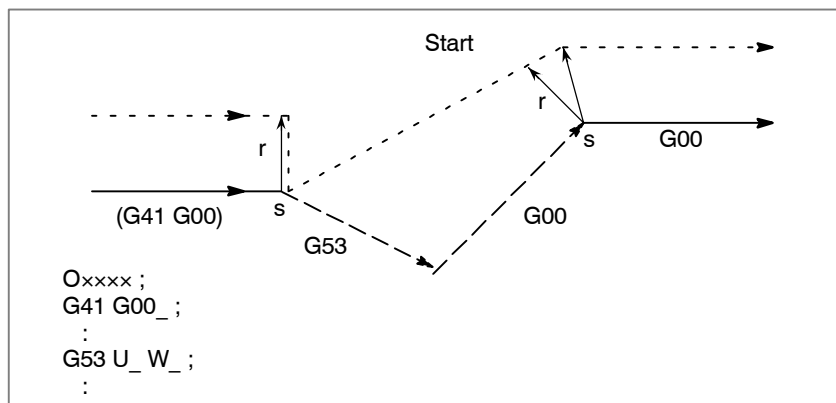 Start
r
r
s
G00
s
(G41 G00)
G00
G53
O×××× ;
G41 G00_ ;
:
G53 U_ W_ ;
: